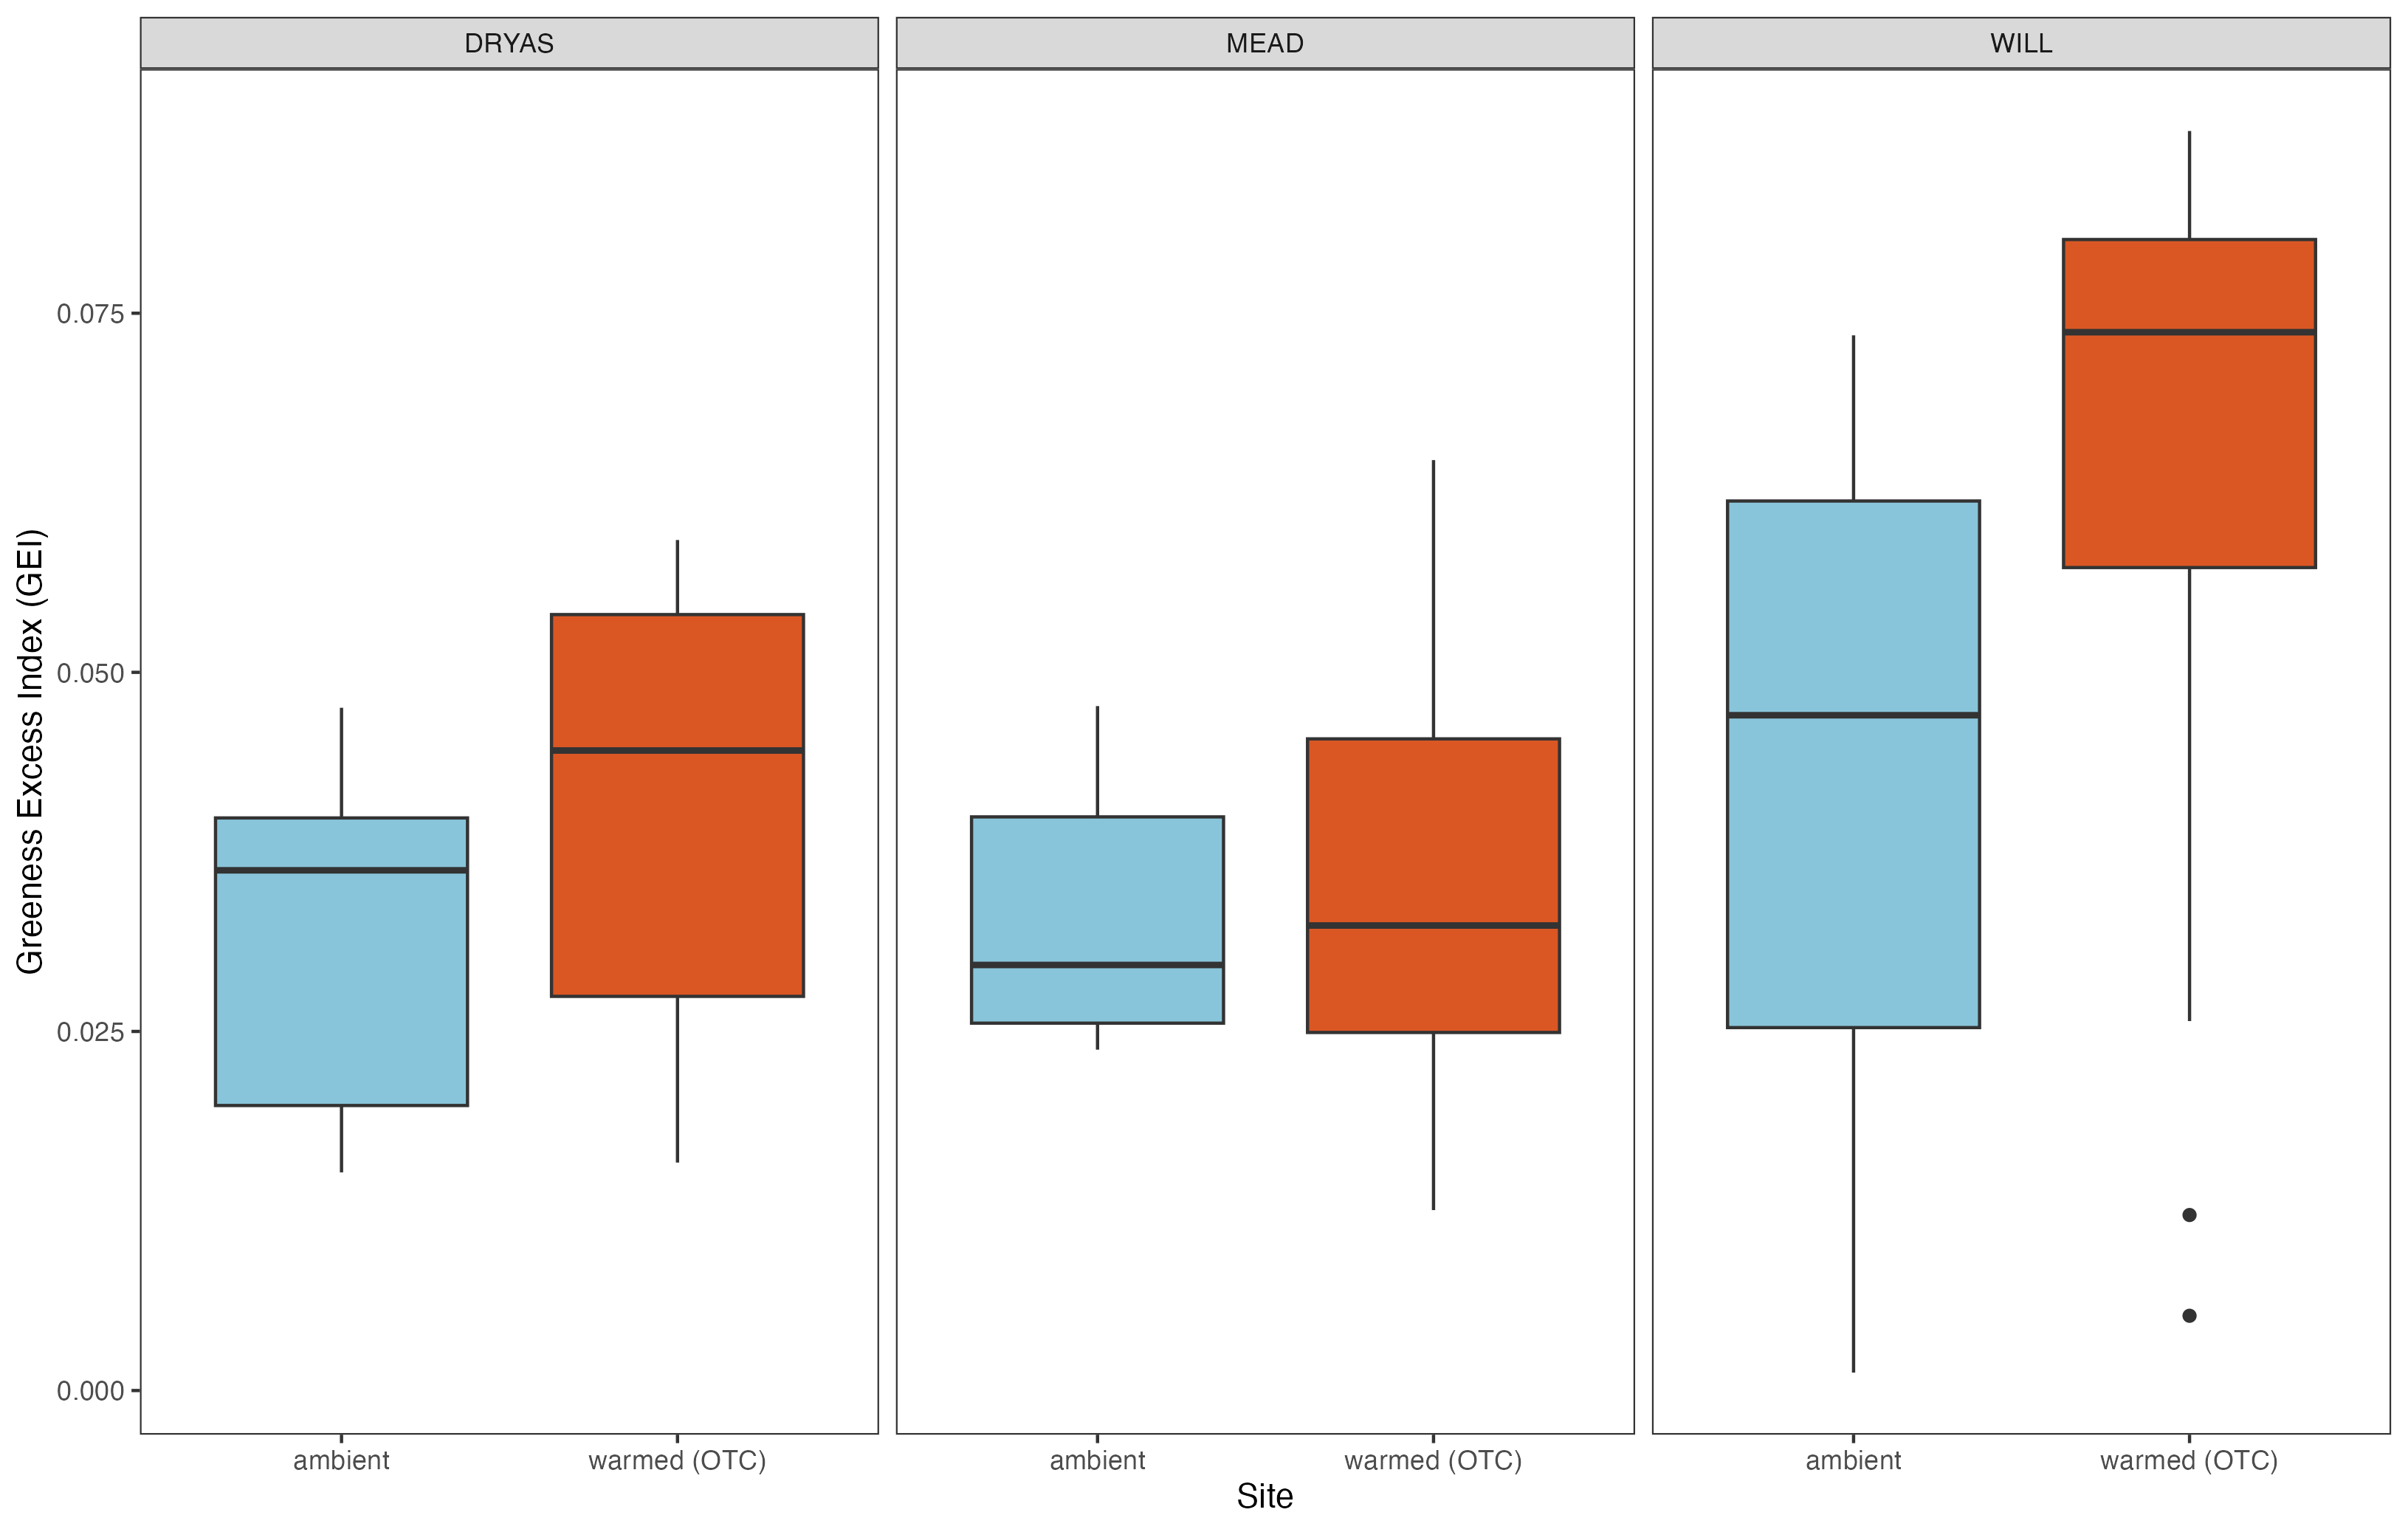 DRYAS
MEAD
WILL
Greeness Excess Index (GEI)
0.075
0.050
0.025
0.000
ambient
warmed (OTC)
ambient
warmed (OTC)
ambient
warmed (OTC)
Site